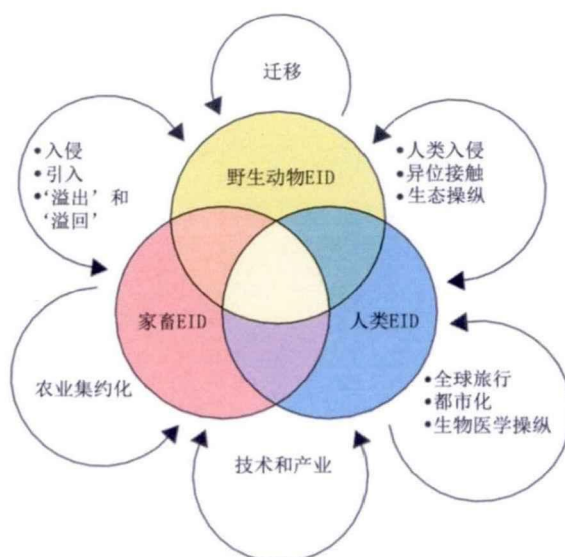 迁移
•入侵
•引入
•‘溢出’和
‘溢回’
野生动物EID
•人类入侵
•异位接触
•生态操纵
家畜EID
人类EID
农业集约化
•全球旅行
•都市化
•生物医学操纵
技术和产业